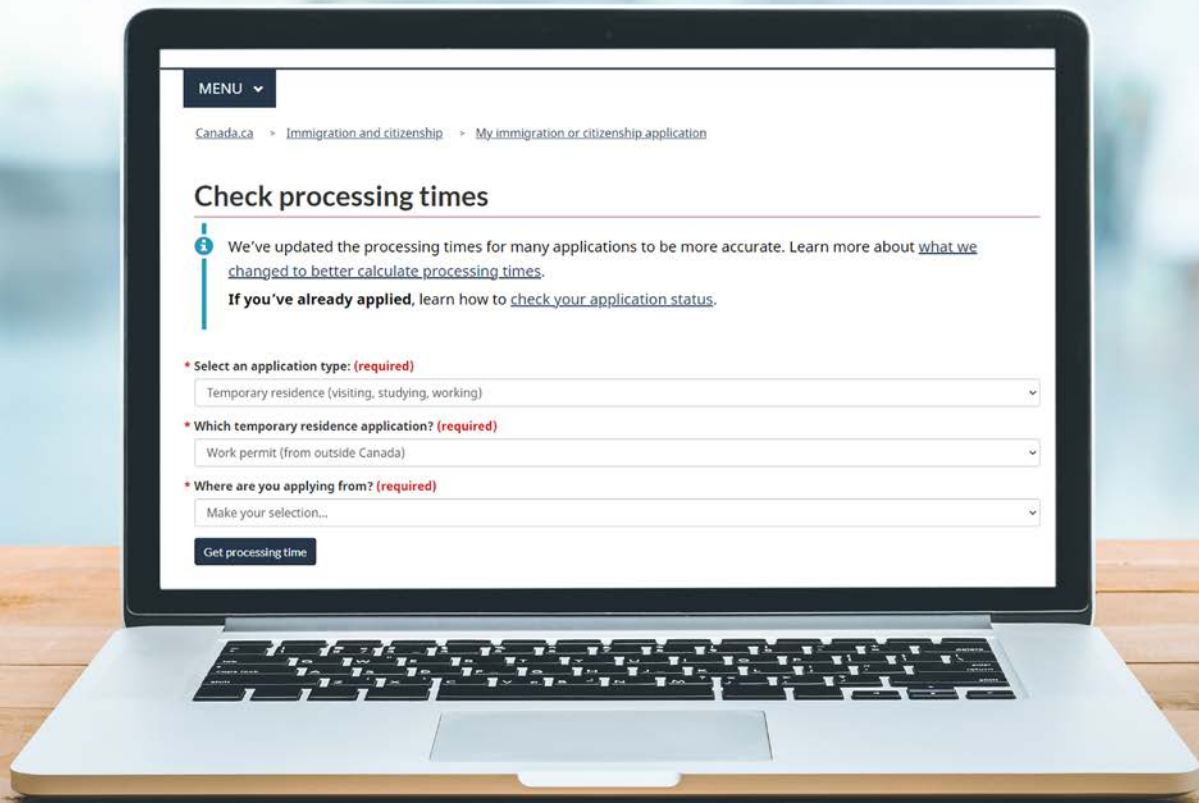 MENU
Canada.ca > Immigration and citizenship > My immigration or citizenship application
Check processing times
We've updated the processing times for many applications to be more accurate. Learn more about what we
changed to better calculate processing times.
If you've already applied, learn how to check your application status.
* Select an application type: (required)
Temporary residence (visiting, studying, working)
* Which temporary residence application? (required)
Work permit (from outside Canada)
* Where are you applying from? (required)
Make your selection...
Get processing time